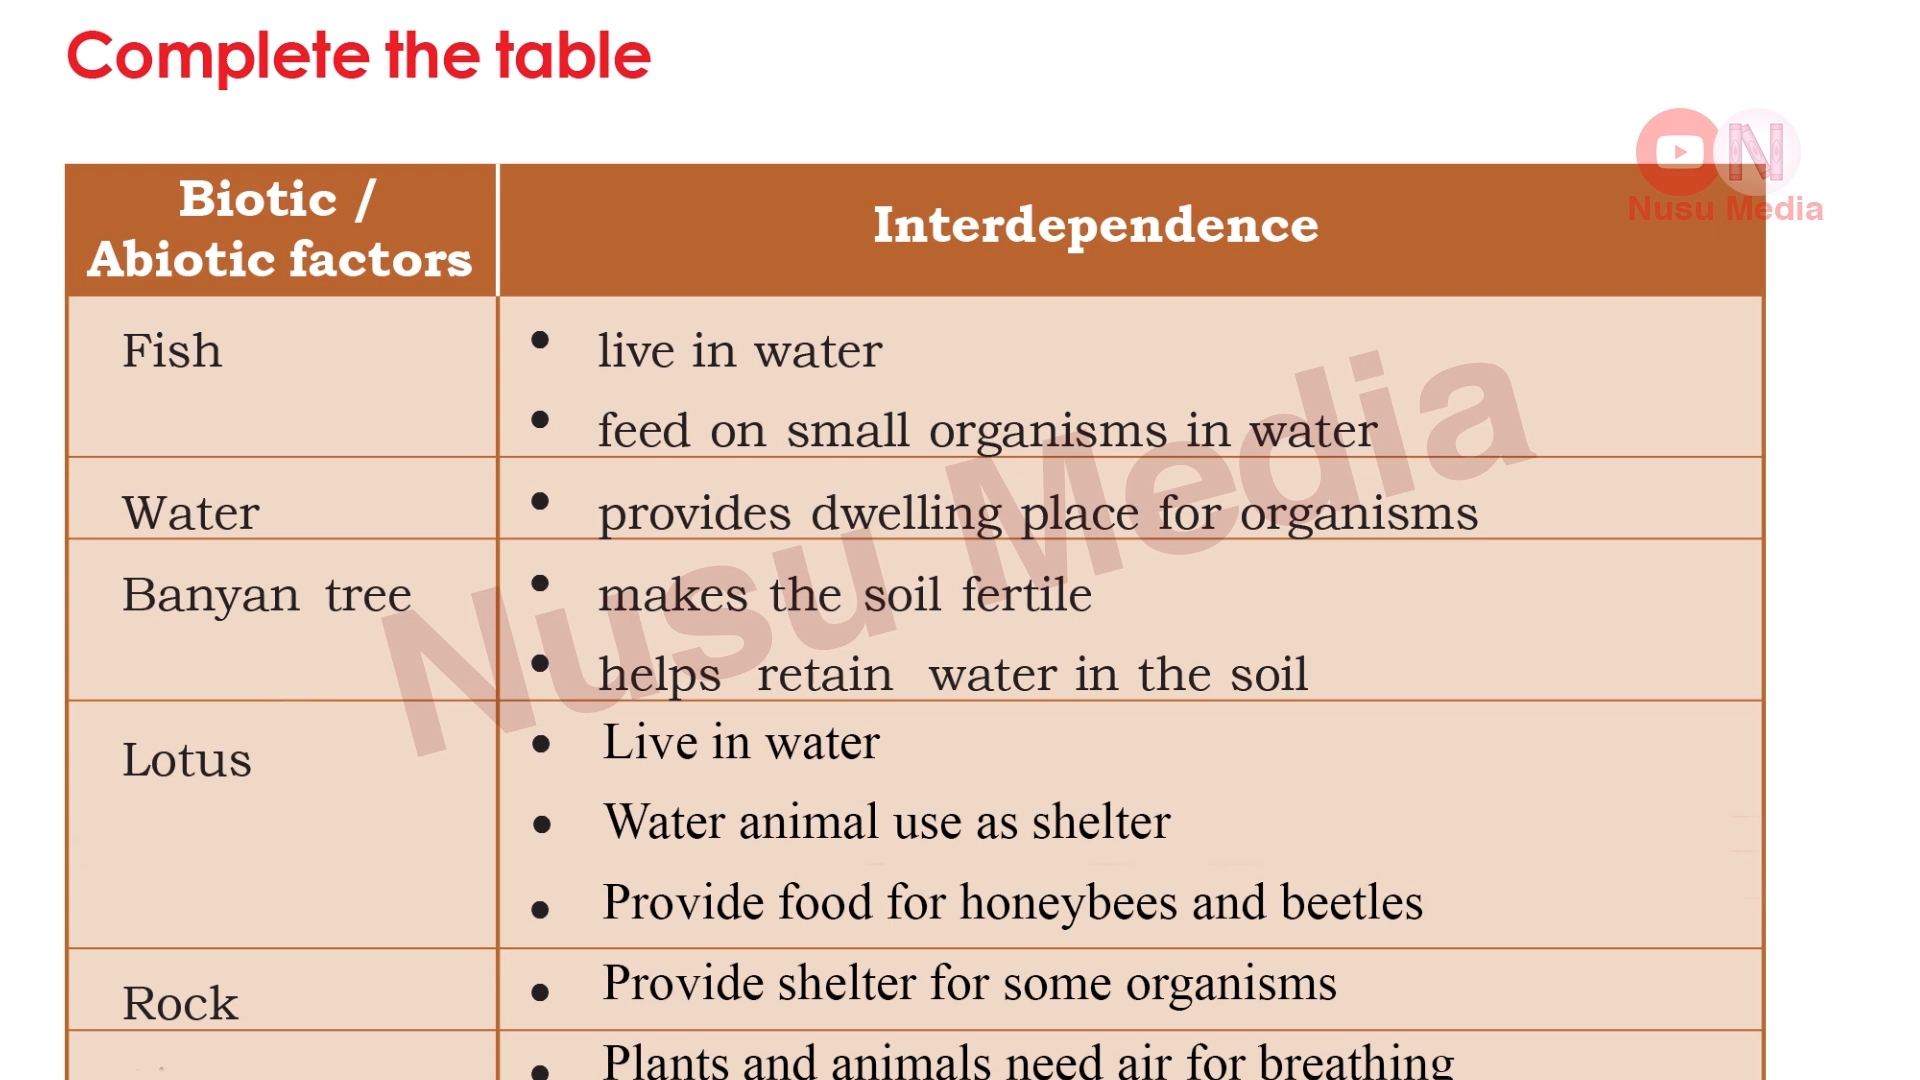 Complete the table
Nusu Media
Biotic /
Abiotic factors
Interdependence
Fish
• live in water
• feed on small organisms in water
Water
• provides dwelling place for organisms
Banyan tree
• makes the soil fertile
• helps retain water in the soil
Lotus
• Live in water
• Water animal use as shelter
• Provide food for honeybees and beetles
Rock
• Provide shelter for some organisms
• Plants and animals need air for breathing
Nusu Media